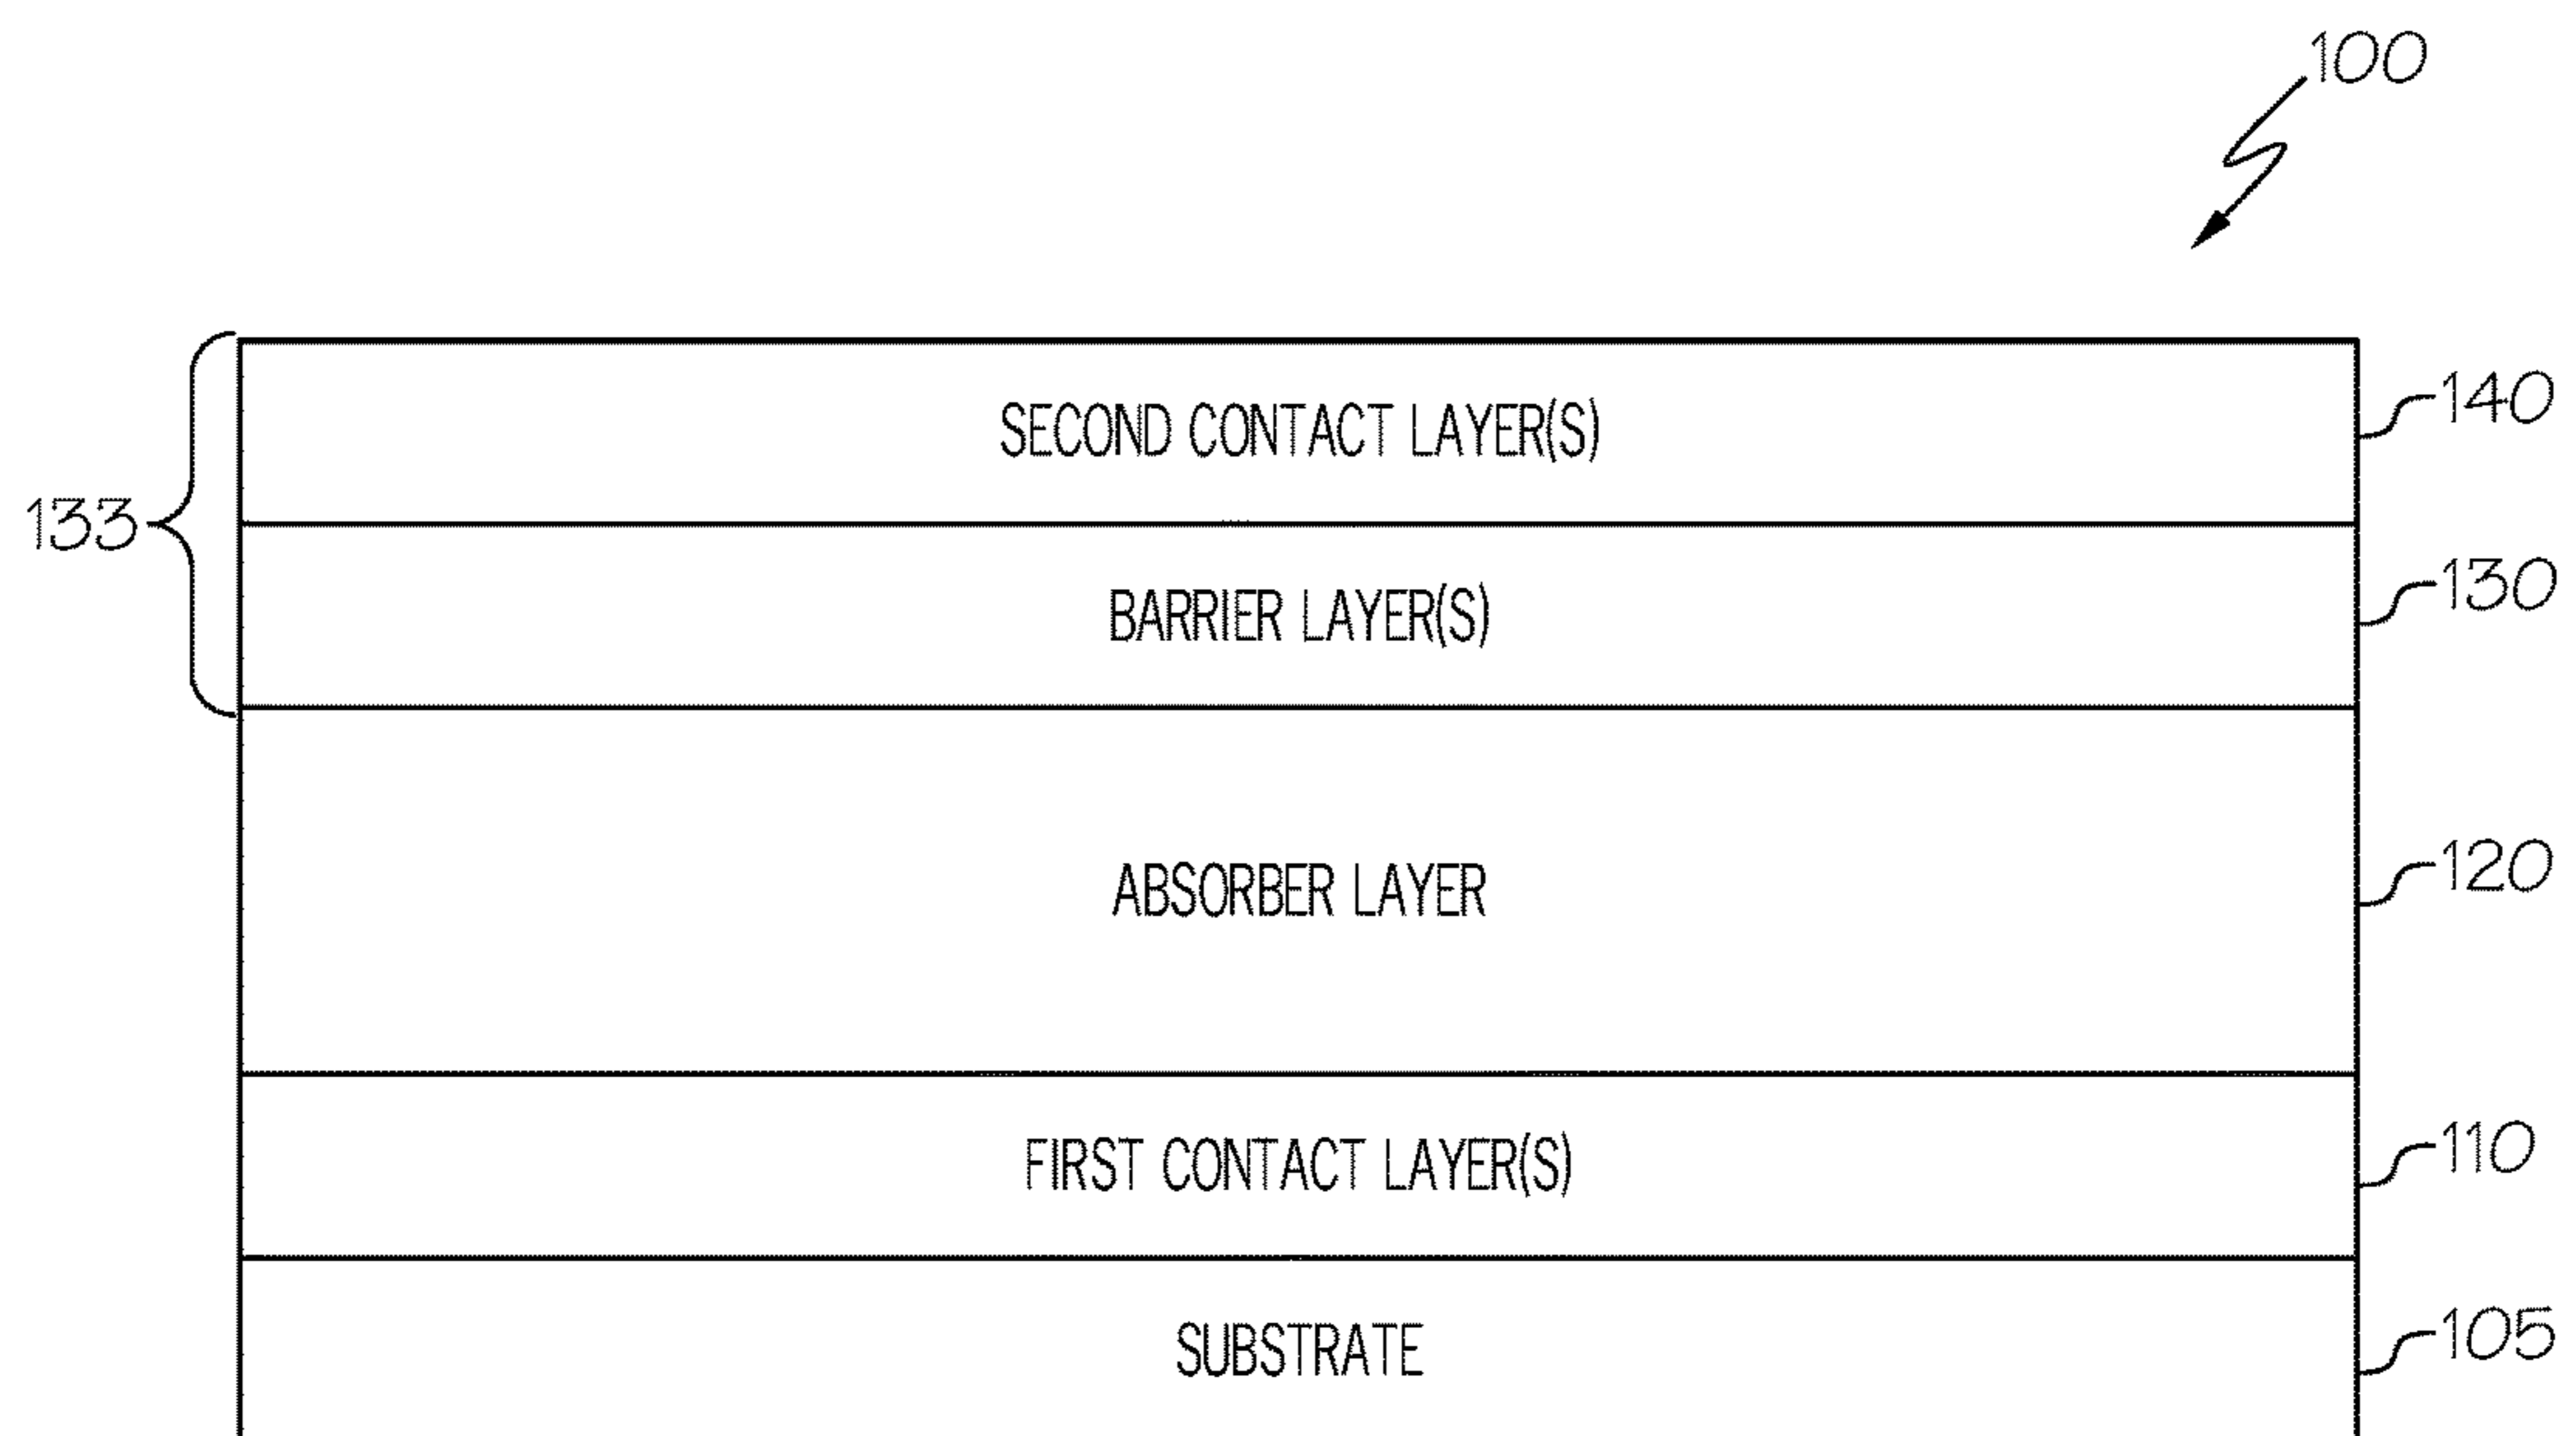 100
SECOND CONTACT LAYER(S) 140
133
BARRIER LAYER(S) 130
ABSORBER LAYER 120
FIRST CONTACT LAYER(S) 110
SUBSTRATE 105